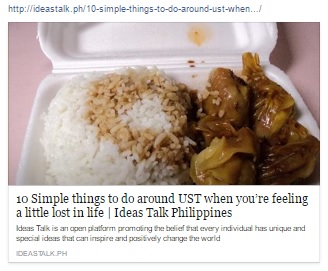 http://ideastalk.ph/10-simple-things-to-do-around-ust-when.../
10 Simple things to do around UST when you're feeling
a little lost in life | Ideas Talk Philippines
Ideas Talk is an open platform promoting the belief that every individual has unique and
special ideas that can inspire and positively change the world
IDEASTALK.PH